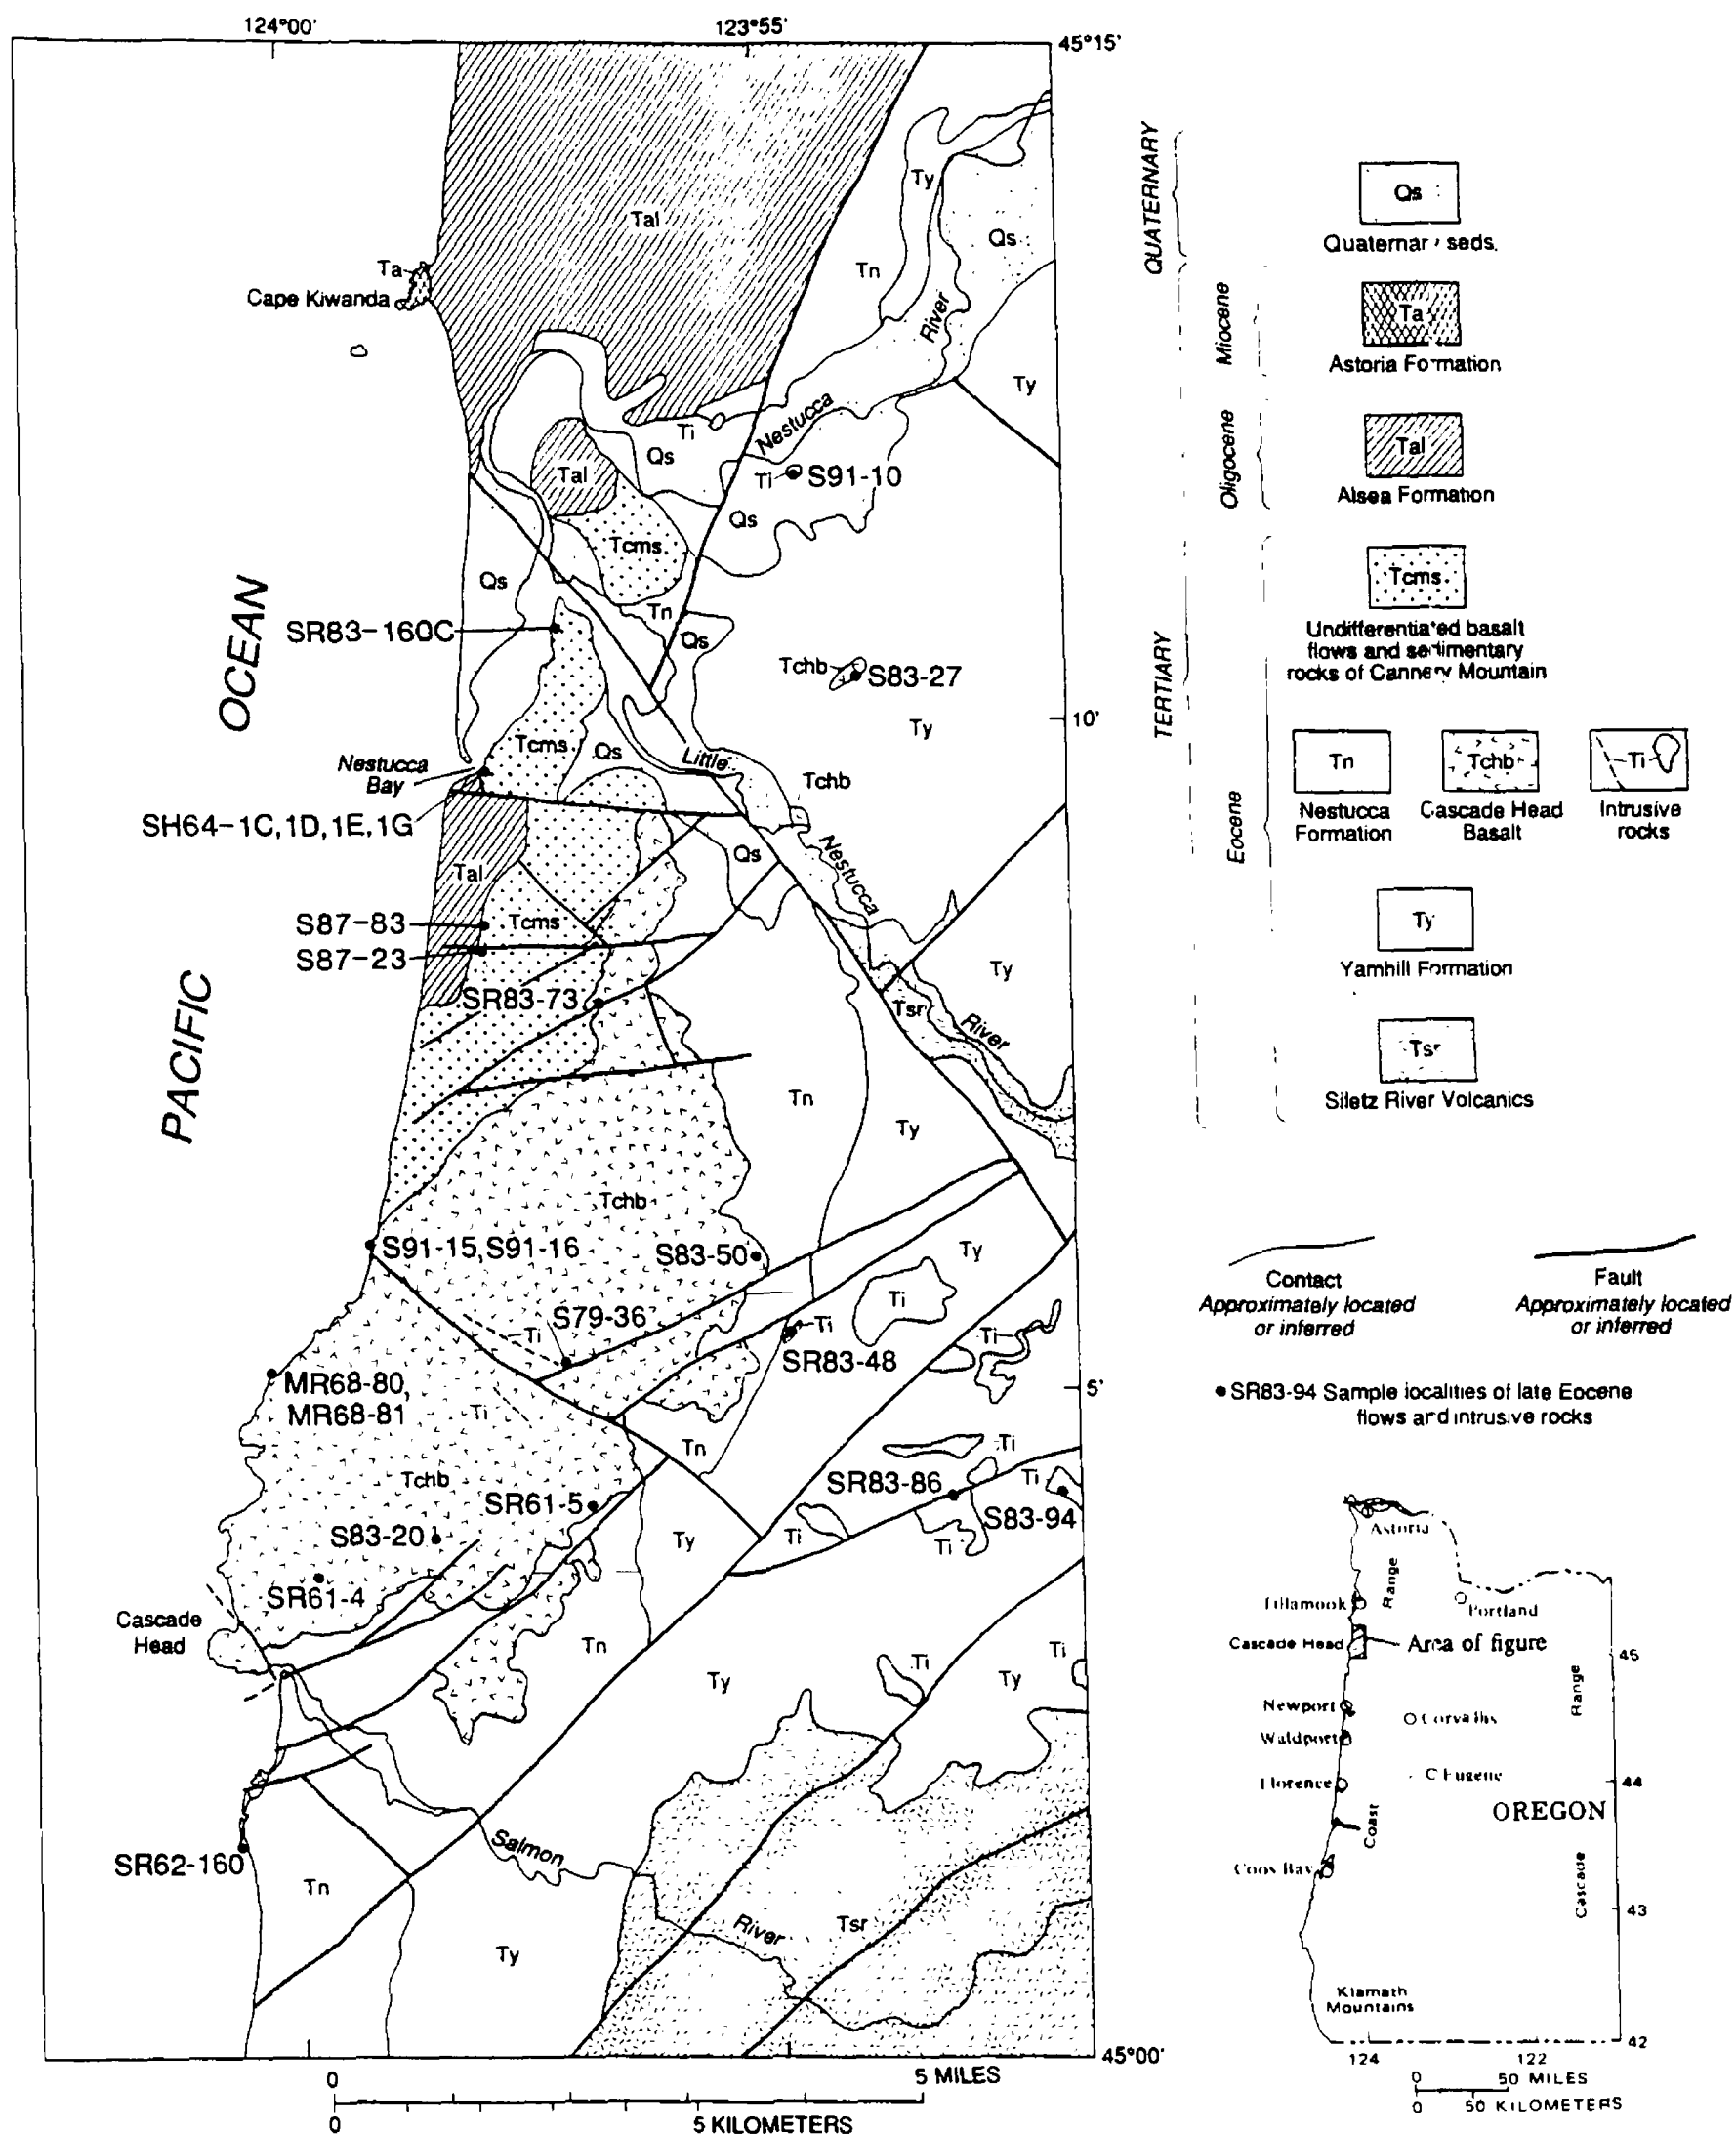 124°00'
123°55'
45°15'
Tal
Ty
Qs
Tn
Ta
Cape Kiwanda
River
Ty
Nestucca
Ti
Qs
Tal
Ti
S91-10
Qs
Tcms
Qs
Tn
SR83-160C
Qs
Tchb
S83-27
Ty
10'
OCEAN
Tcms
Qs
Little
Nestucca
Bay
Tchb
SH64-1C, 1D, 1E, 1G
Qs
Nestucca
Tal
S87-83
Tcms
S87-23
Ty
SR83-73
Tsr
River
PACIFIC
Tn
Ty
Tchb
S91-15, S91-16
S83-50
Ty
Ti
S79-36
Ti
Ti
Ti
SR83-48
MR68-80,
MR68-81
5'
Ti
Tn
Ti
Tchb
SR83-86
Ti
SR61-5
S83-94
S83-20
Ty
Ti
Ti
SR61-4
Cascade
Head
Tn
Ti
Ti
Ty
Ty
SR62-160
Salmon
Tn
River
Tsr
Ty
45°00'
0 5 MILES
0 5 KILOMETERS
QUATERNARY
TERTIARY
Miocene
Oligocene
Eocene
Qs
Quaternary seds.
Ta
Astoria Formation
Tal
Alsea Formation
Tcms
Undifferentiated basalt
flows and sedimentary
rocks of Cannery Mountain
Tn
Tchb
Ti
Nestucca
Formation
Cascade Head
Basalt
Intrusive
rocks
Ty
Yamhill Formation
Tsr
Siletz River Volcanics
Contact
Approximately located
or inferred
Fault
Approximately located
or inferred
SR83-94 Sample localities of late Eocene
flows and intrusive rocks
Astoria
Range
Tillamook
Portland
Cascade Head
Area of figure
45
Range
Newport
Corvallis
Waldport
Florence
Eugene
44
OREGON
Coast
Coos Bay
Cascade
43
Klamath
Mountains
42
124
122
0 50 MILES
0 50 KILOMETERS